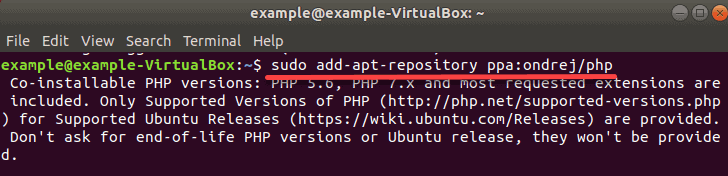 example@example-VirtualBox: ~
File Edit View Search Terminal Help
example@example-VirtualBox:~$ sudo add-apt-repository ppa:ondrej/php
Co-installable PHP versions: PHP 5.6, PHP 7.x and most requested extensions are
included. Only Supported Versions of PHP (http://php.net/supported-versions.php
) for Supported Ubuntu Releases (https://wiki.ubuntu.com/Releases) are provided.
Don't ask for end-of-life PHP versions or Ubuntu release, they won't be provide
d.